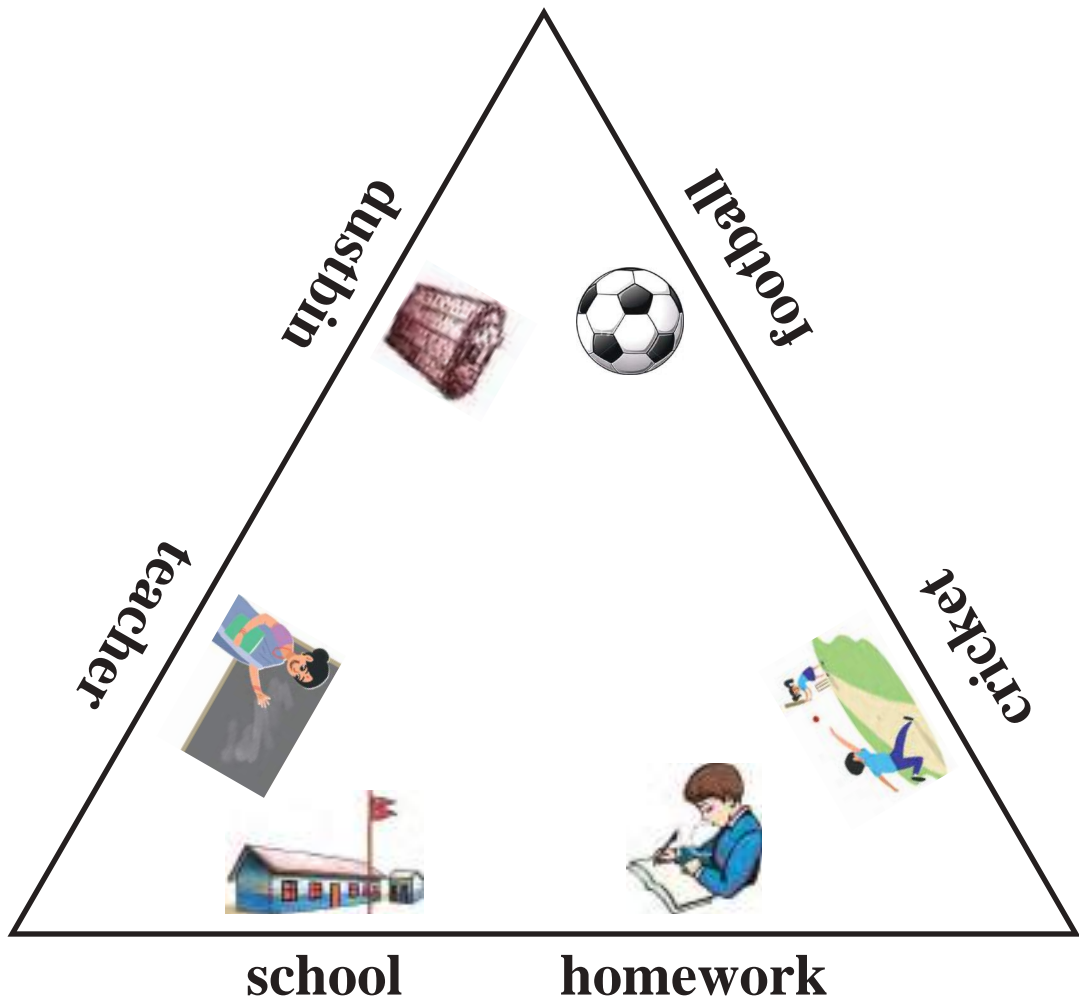 dustbin
football
teacher
cricket
school homework